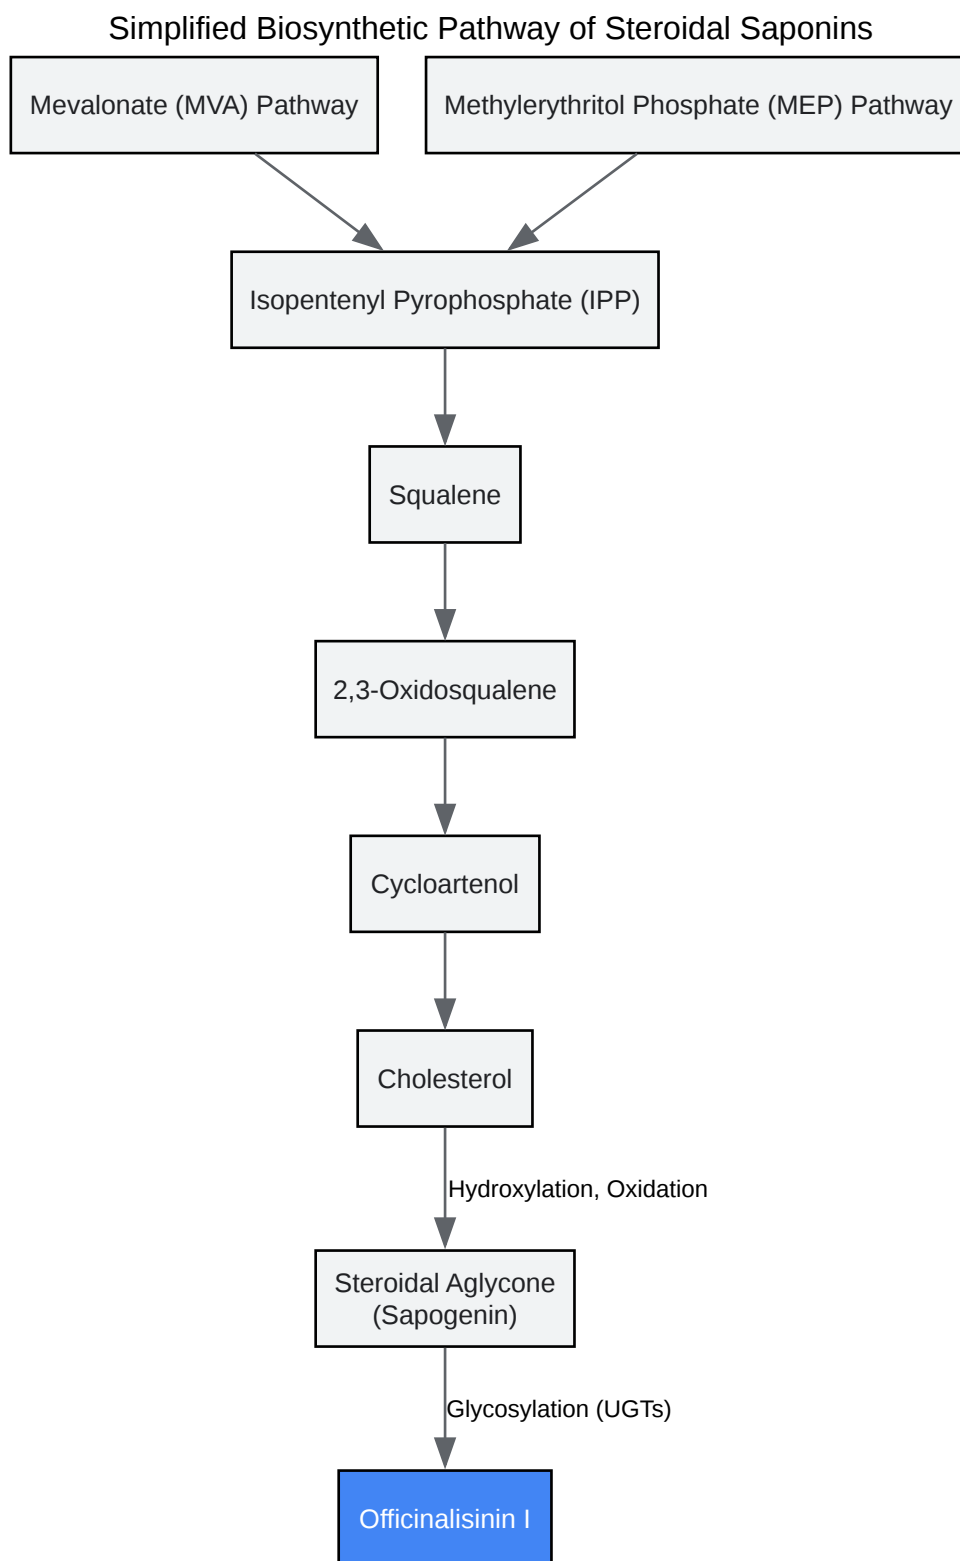 Simplified Biosynthetic Pathway of Steroidal Saponins
Mevalonate (MVA) Pathway
Methylerythritol Phosphate (MEP) Pathway
Isopentenyl Pyrophosphate (IPP)
Squalene
2,3-Oxidosqualene
Cycloartenol
Cholesterol
Hydroxylation, Oxidation
Steroidal Aglycone
(Sapogenin)
Glycosylation (UGTs)
Officinalisinin I